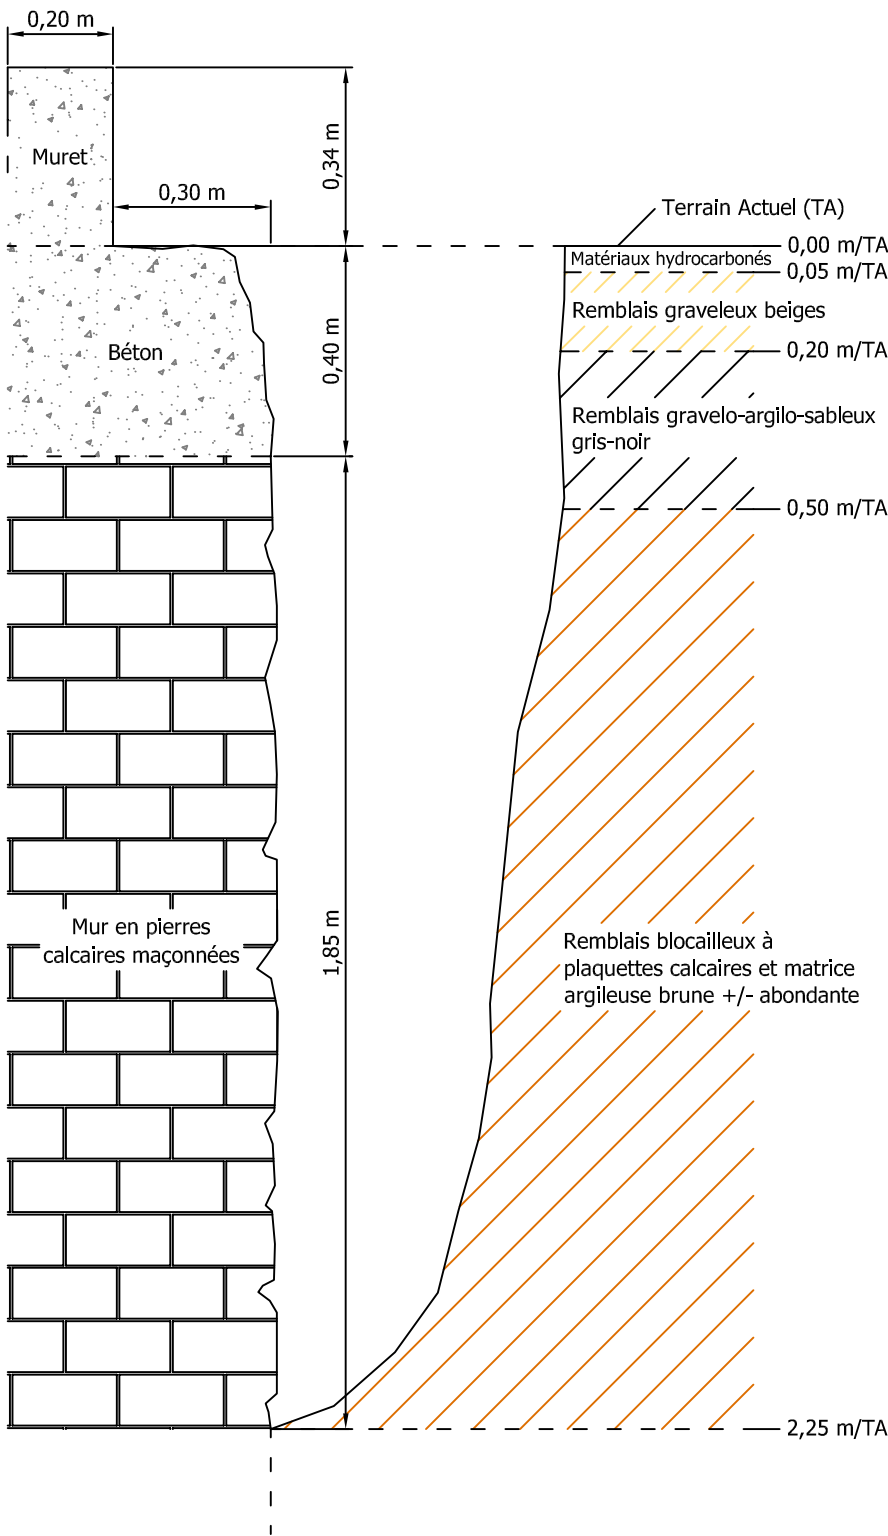 0,20 m
Muret
0,34 m
0,30 m
Terrain Actuel (TA)
0,00 m/TA
Matériaux hydrocarbonés
0,05 m/TA
Remblais graveleux beiges
Béton
0,40 m
0,20 m/TA
Remblais gravelo-argilo-sableux
gris-noir
0,50 m/TA
Mur en pierres
calcaires maçonnées
1,85 m
Remblais blocailleux à
plaquettes calcaires et matrice
argileuse brune +/- abondante
2,25 m/TA